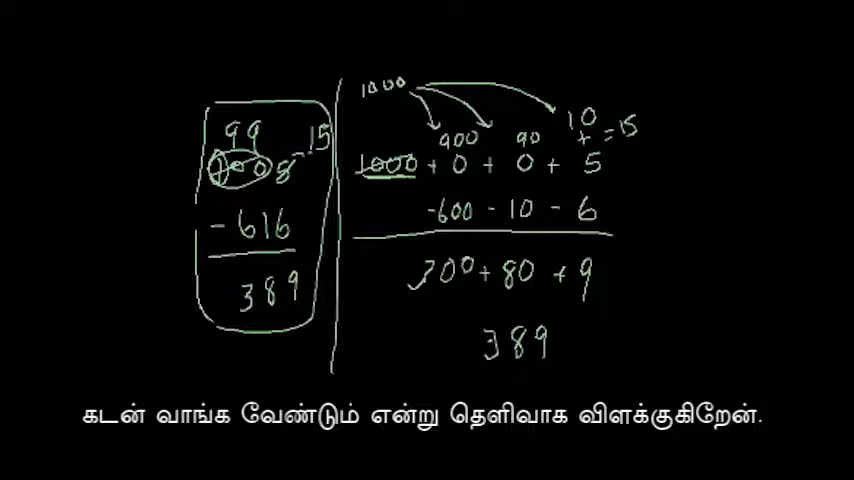 99 15
1005
- 616
389
1000
10
900 90 + = 15
1000 + 0 + 0 + 5
-600 - 10 - 6
300 + 80 + 9
389
கடன் வாங்க வேண்டும் என்று தெளிவாக விளக்குகிறேன்.